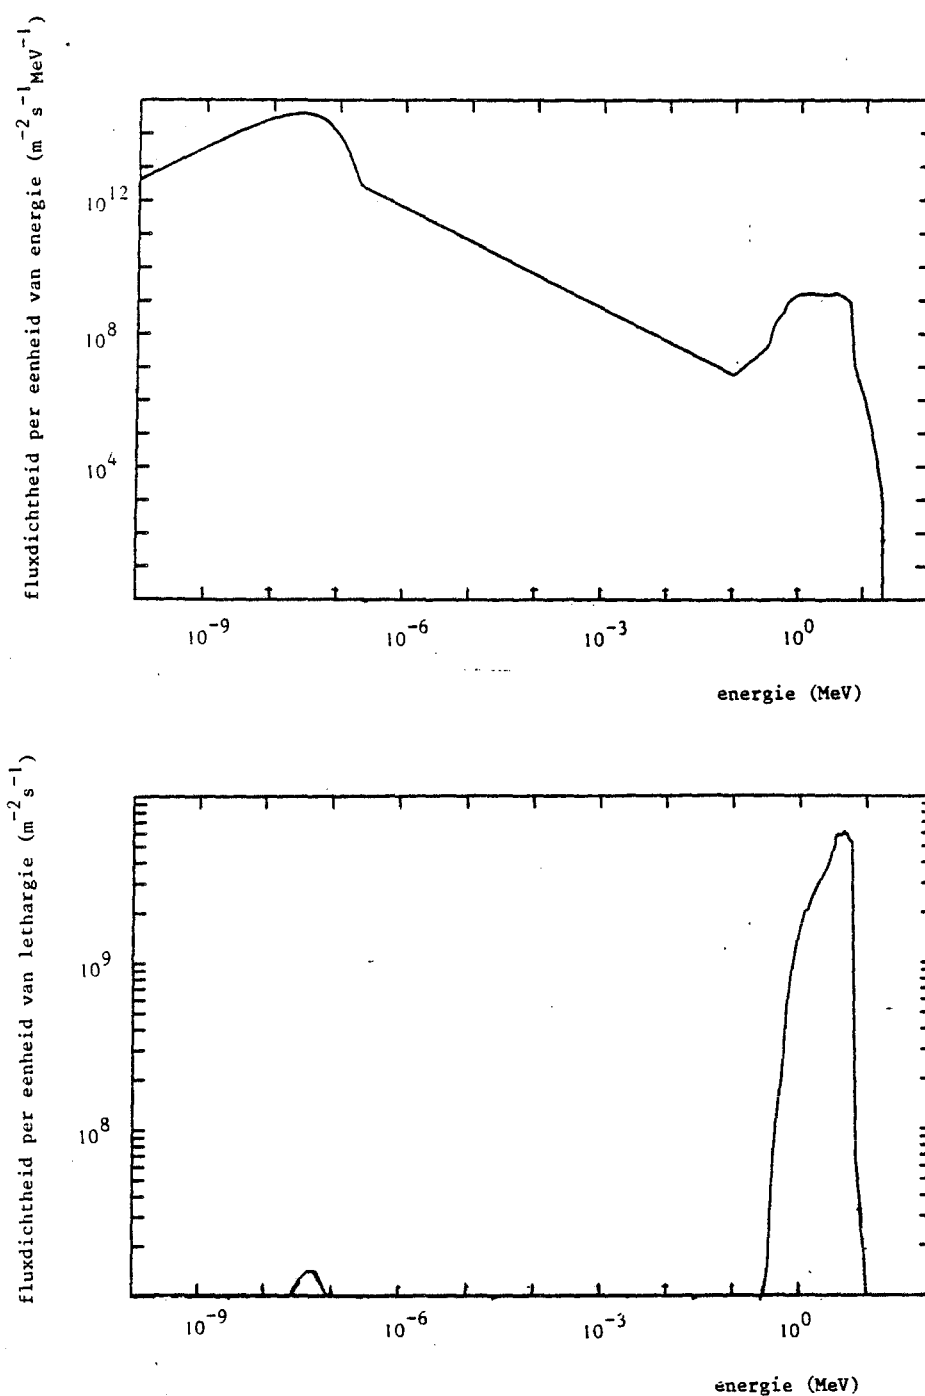 fluxdichtheid per eenheid van energie (m⁻² s⁻¹ MeV⁻¹)
10¹²
10⁸
10⁴
10⁻⁹ 10⁻⁶ 10⁻³ 10⁰
energie (MeV)
fluxdichtheid per eenheid van lethargie (m⁻² s⁻¹)
10⁹
10⁸
10⁻⁹ 10⁻⁶ 10⁻³ 10⁰
energie (MeV)